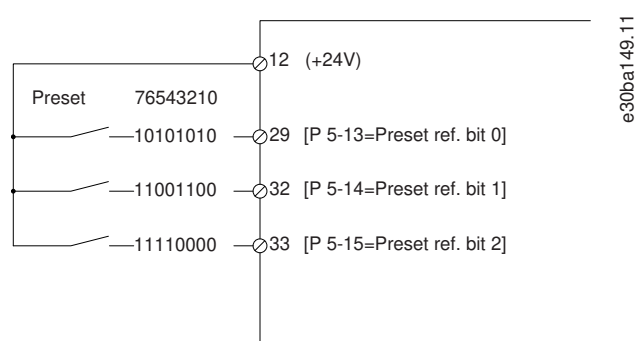 12 (+24V)
Preset 76543210
10101010 29 [P 5-13=Preset ref. bit 0]
11001100 32 [P 5-14=Preset ref. bit 1]
11110000 33 [P 5-15=Preset ref. bit 2]
e30ba149.11